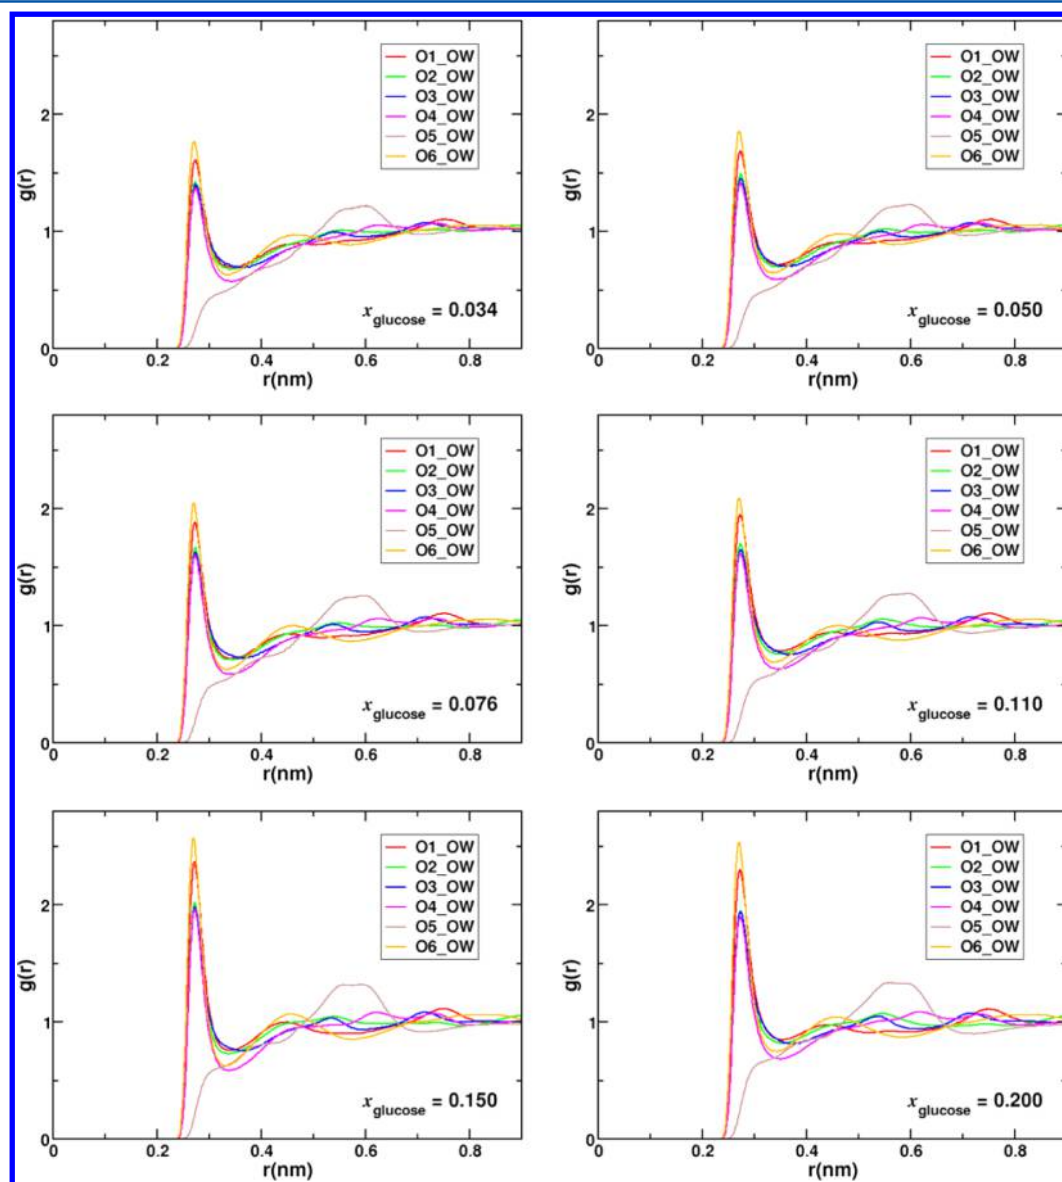 O1_OW
O2_OW
O3_OW
O4_OW
O5_OW
O6_OW
2
1
0
g(r)
x glucose = 0.034
0 0.2 0.4 0.6 0.8
r(nm)
O1_OW
O2_OW
O3_OW
O4_OW
O5_OW
O6_OW
2
1
0
g(r)
x glucose = 0.050
0 0.2 0.4 0.6 0.8
r(nm)
O1_OW
O2_OW
O3_OW
O4_OW
O5_OW
O6_OW
2
1
0
g(r)
x glucose = 0.076
0 0.2 0.4 0.6 0.8
r(nm)
O1_OW
O2_OW
O3_OW
O4_OW
O5_OW
O6_OW
2
1
0
g(r)
x glucose = 0.110
0 0.2 0.4 0.6 0.8
r(nm)
O1_OW
O2_OW
O3_OW
O4_OW
O5_OW
O6_OW
2
1
0
g(r)
x glucose = 0.150
0 0.2 0.4 0.6 0.8
r(nm)
O1_OW
O2_OW
O3_OW
O4_OW
O5_OW
O6_OW
2
1
0
g(r)
x glucose = 0.200
0 0.2 0.4 0.6 0.8
r(nm)